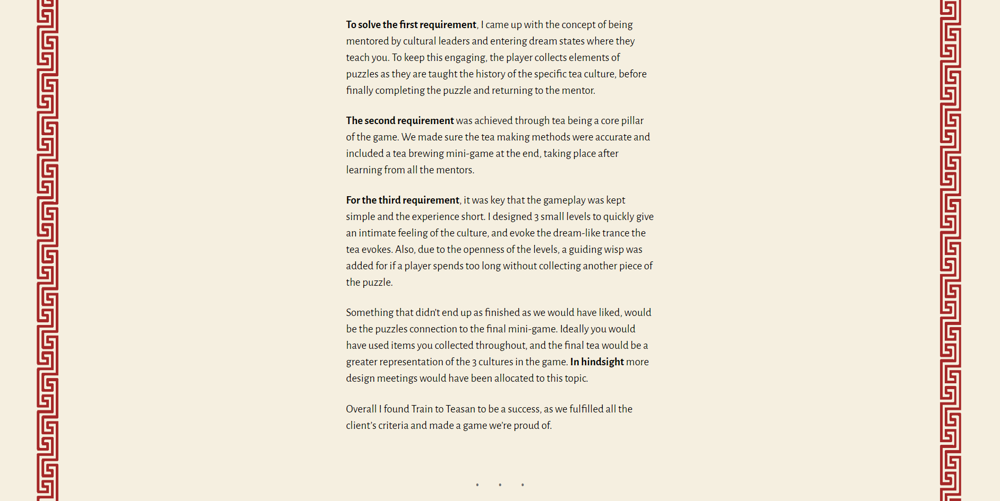 To solve the first requirement, I came up with the concept of being
mentored by cultural leaders and entering dream states where they
teach you. To keep this engaging, the player collects elements of
puzzles as they are taught the history of the specific tea culture, before
finally completing the puzzle and returning to the mentor.
The second requirement was achieved through tea being a core pillar
of the game. We made sure the tea making methods were accurate and
included a tea brewing mini-game at the end, taking place after
learning from all the mentors.
For the third requirement, it was key that the gameplay was kept
simple and the experience short. I designed 3 small levels to quickly give
an intimate feeling of the culture, and evoke the dream-like trance the
tea evokes. Also, due to the openness of the levels, a guiding wisp was
added for if a player spends too long without collecting another piece of
the puzzle.
Something that didn’t end up as finished as we would have liked, would
be the puzzles connection to the final mini-game. Ideally you would
have used items you collected throughout, and the final tea would be a
greater representation of the 3 cultures in the game. In hindsight more
design meetings would have been allocated to this topic.
Overall I found Train to Teasan to be a success, as we fulfilled all the
client’s criteria and made a game we’re proud of.